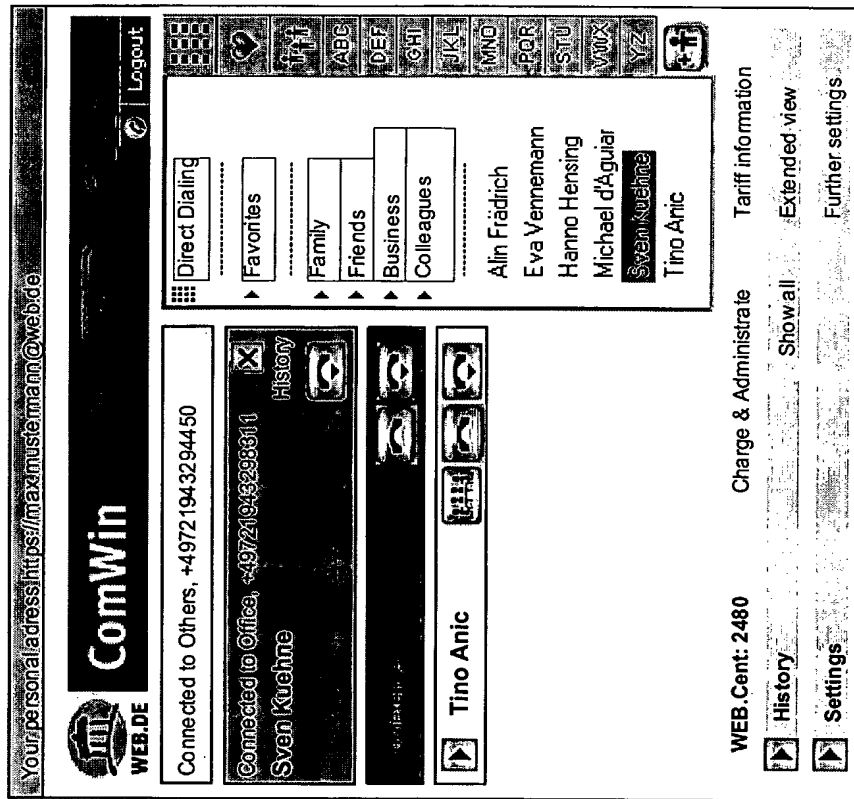 Your personal adress:https://max.mustermann@web.de
WEB.DE
ComWin
Logout
Connected to Others, +49721943294450
Connected to Office, +49721943298311
Sven Kuehne
History
Tino Anic
Direct Dialing
Favorites
Family
Friends
Business
Colleagues
Alin Frädrich
Eva Vennemann
Hanno Hensing
Michael d'Aguiar
Sven Kuehne
Tino Anic
ABC
DEF
GHI
JKL
MNO
PQR
STU
VWX
YZ
WEB.Cent: 2480
Charge & Administrate
Tariff information
History
Show all
Extended view
Settings
Further settings